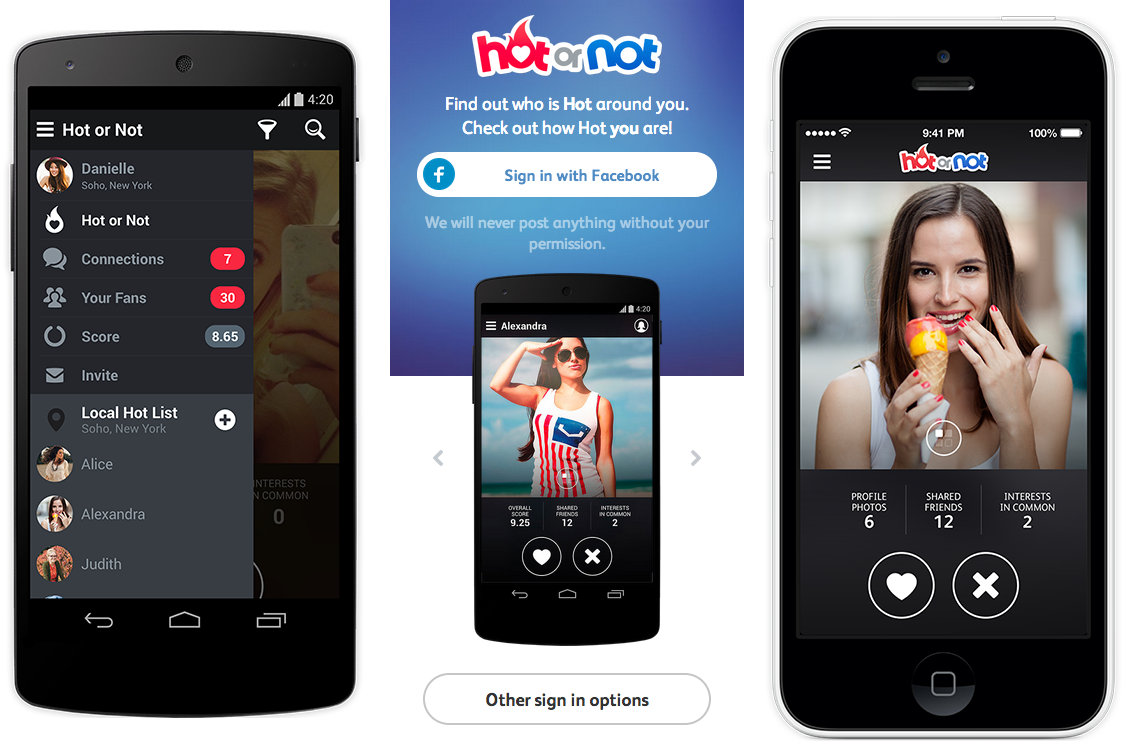 4:20
Hot or Not
Danielle
Soho, New York
Hot or Not
Connections
7
Your Fans
30
Score
8.65
Invite
Local Hot List
Soho, New York
Alice
Alexandra
Judith
INTERESTS
IN COMMON
0
hot or not
Find out who is Hot around you.
Check out how Hot you are!
f
Sign in with Facebook
We will never post anything without your
permission.
4:20
Alexandra
OVERALL
SCORE
9.25
SHARED
FRIENDS
12
INTERESTS
IN COMMON
2
Other sign in options
9:41 PM
100%
hot or not
PROFILE
PHOTOS
6
SHARED
FRIENDS
12
INTERESTS
IN COMMON
2